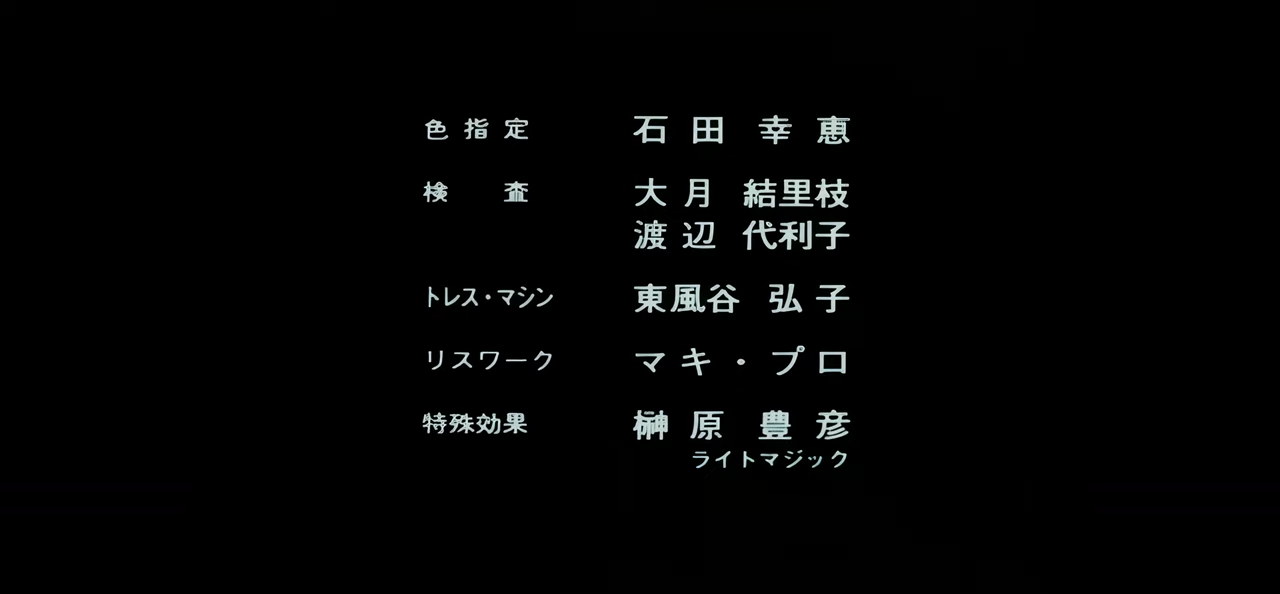 色指定 石田 幸恵
検査 大月 結里枝
渡辺 代利子
トレス・マシン 東風谷 弘子
リスワーク マキ・プロ
特殊効果 榊原 豊彦
ライトマジック